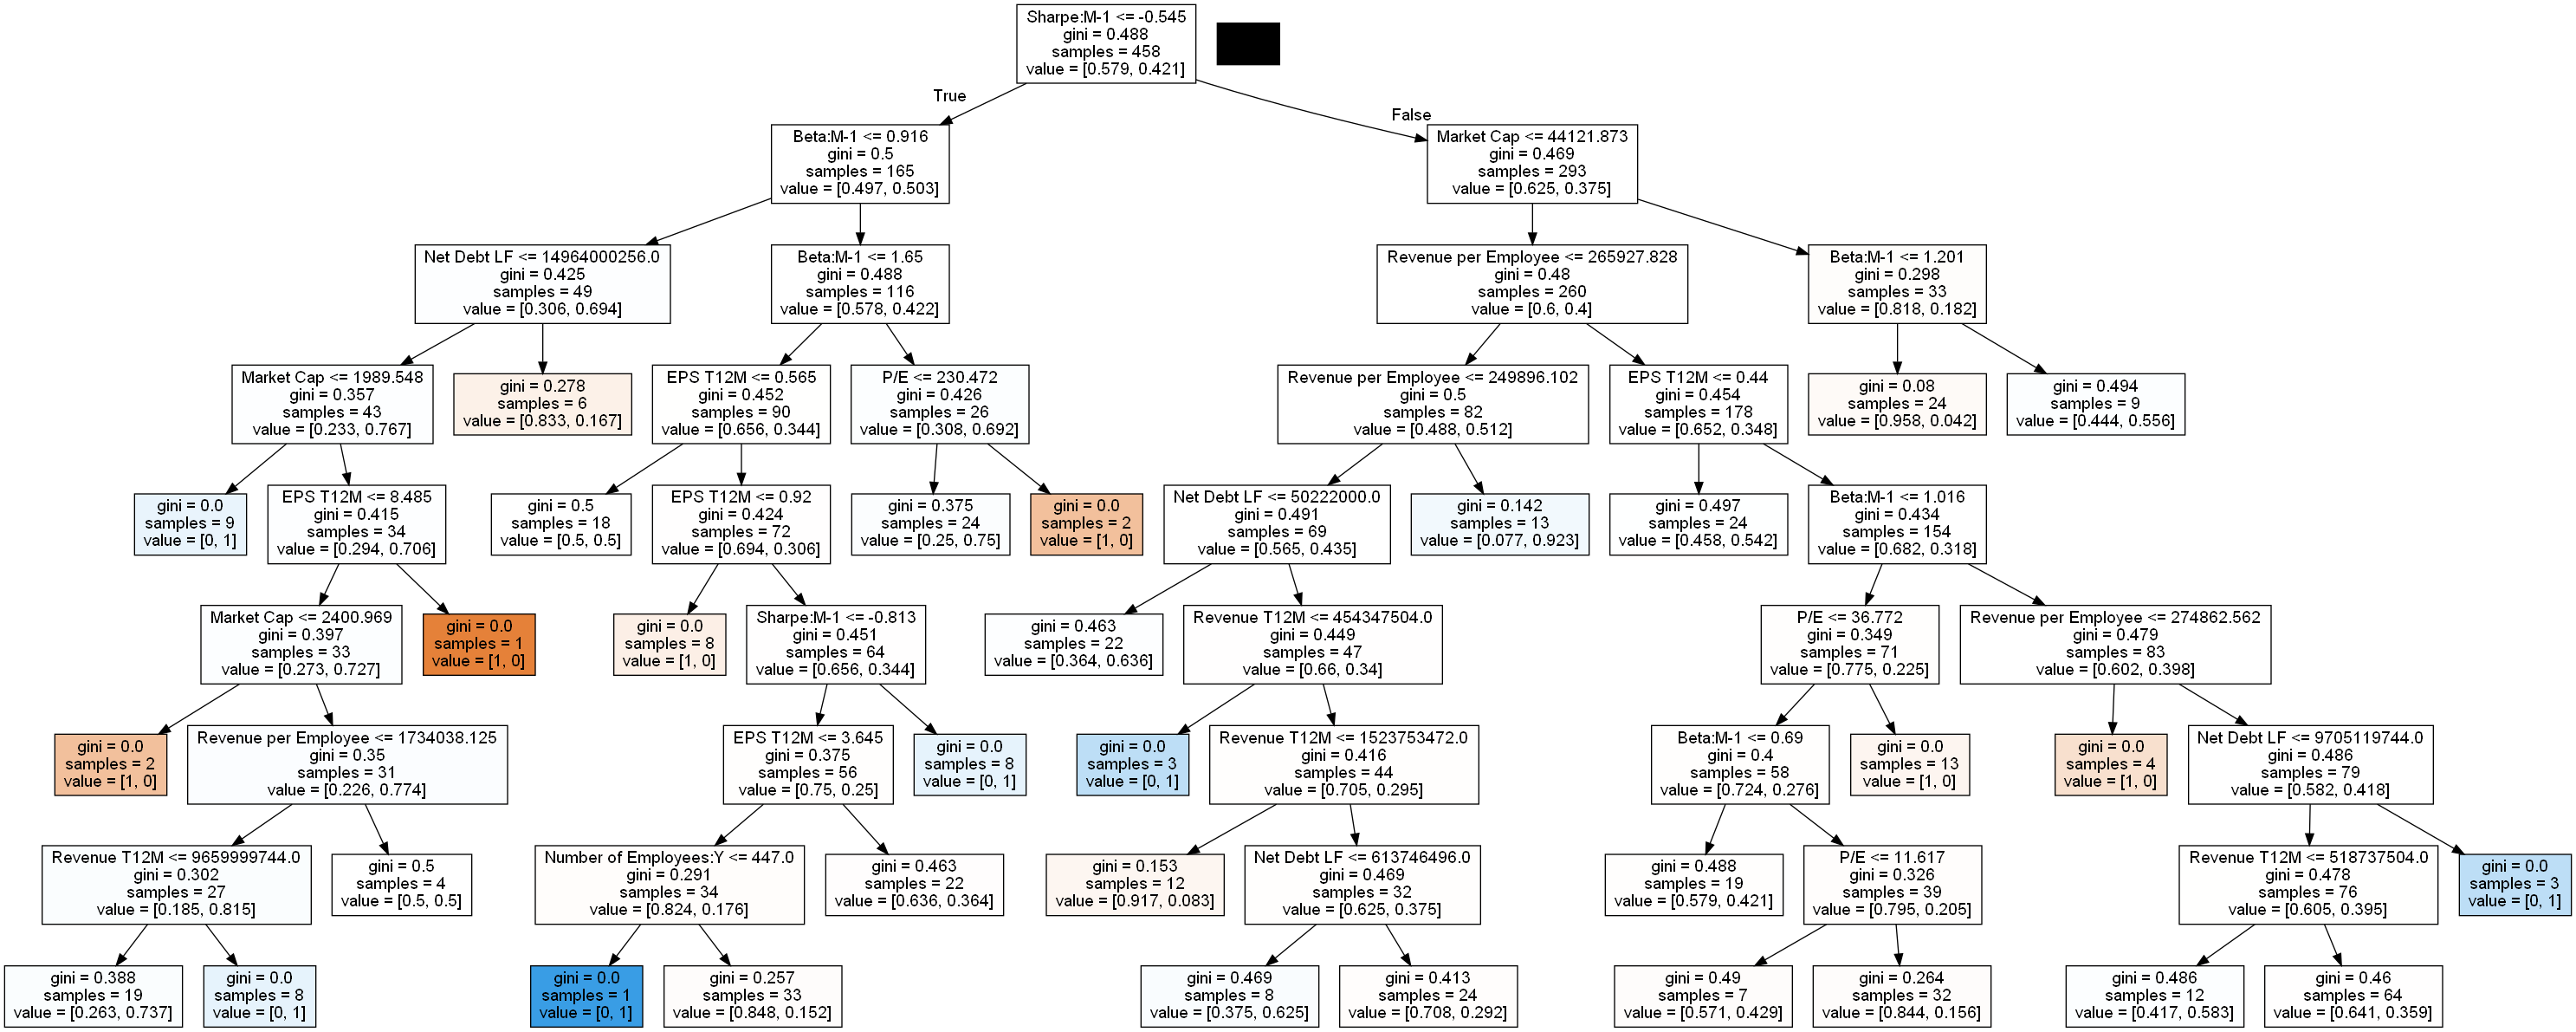 Sharpe:M-1 <= -0.545
gini = 0.488
samples = 458
value = [0.579, 0.421]
True
False
Beta:M-1 <= 0.916
gini = 0.5
samples = 165
value = [0.497, 0.503]
Market Cap <= 44121.873
gini = 0.469
samples = 293
value = [0.625, 0.375]
Net Debt LF <= 14964000256.0
gini = 0.425
samples = 49
value = [0.306, 0.694]
Beta:M-1 <= 1.65
gini = 0.488
samples = 116
value = [0.578, 0.422]
Revenue per Employee <= 265927.828
gini = 0.48
samples = 260
value = [0.6, 0.4]
Beta:M-1 <= 1.201
gini = 0.298
samples = 33
value = [0.818, 0.182]
Market Cap <= 1989.548
gini = 0.357
samples = 43
value = [0.233, 0.767]
gini = 0.278
samples = 6
value = [0.833, 0.167]
EPS T12M <= 0.565
gini = 0.452
samples = 90
value = [0.656, 0.344]
P/E <= 230.472
gini = 0.426
samples = 26
value = [0.308, 0.692]
Revenue per Employee <= 249896.102
gini = 0.5
samples = 82
value = [0.488, 0.512]
EPS T12M <= 0.44
gini = 0.454
samples = 178
value = [0.652, 0.348]
gini = 0.08
samples = 24
value = [0.958, 0.042]
gini = 0.494
samples = 9
value = [0.444, 0.556]
gini = 0.0
samples = 9
value = [0, 1]
EPS T12M <= 8.485
gini = 0.415
samples = 34
value = [0.294, 0.706]
gini = 0.5
samples = 18
value = [0.5, 0.5]
EPS T12M <= 0.92
gini = 0.424
samples = 72
value = [0.694, 0.306]
gini = 0.375
samples = 24
value = [0.25, 0.75]
gini = 0.0
samples = 2
value = [1, 0]
Net Debt LF <= 50222000.0
gini = 0.491
samples = 69
value = [0.565, 0.435]
gini = 0.142
samples = 13
value = [0.077, 0.923]
gini = 0.497
samples = 24
value = [0.458, 0.542]
Beta:M-1 <= 1.016
gini = 0.434
samples = 154
value = [0.682, 0.318]
Market Cap <= 2400.969
gini = 0.397
samples = 33
value = [0.273, 0.727]
gini = 0.0
samples = 1
value = [1, 0]
gini = 0.0
samples = 8
value = [1, 0]
Sharpe:M-1 <= -0.813
gini = 0.451
samples = 64
value = [0.656, 0.344]
gini = 0.463
samples = 22
value = [0.364, 0.636]
Revenue T12M <= 454347504.0
gini = 0.449
samples = 47
value = [0.66, 0.34]
P/E <= 36.772
gini = 0.349
samples = 71
value = [0.775, 0.225]
Revenue per Employee <= 274862.562
gini = 0.479
samples = 83
value = [0.602, 0.398]
gini = 0.0
samples = 2
value = [1, 0]
Revenue per Employee <= 1734038.125
gini = 0.35
samples = 31
value = [0.226, 0.774]
EPS T12M <= 3.645
gini = 0.375
samples = 56
value = [0.75, 0.25]
gini = 0.0
samples = 8
value = [0, 1]
gini = 0.0
samples = 3
value = [0, 1]
Revenue T12M <= 1523753472.0
gini = 0.416
samples = 44
value = [0.705, 0.295]
Beta:M-1 <= 0.69
gini = 0.4
samples = 58
value = [0.724, 0.276]
gini = 0.0
samples = 13
value = [1, 0]
gini = 0.0
samples = 4
value = [1, 0]
Net Debt LF <= 9705119744.0
gini = 0.486
samples = 79
value = [0.582, 0.418]
Revenue T12M <= 9659999744.0
gini = 0.302
samples = 27
value = [0.185, 0.815]
gini = 0.5
samples = 4
value = [0.5, 0.5]
Number of Employees:Y <= 447.0
gini = 0.291
samples = 34
value = [0.824, 0.176]
gini = 0.463
samples = 22
value = [0.636, 0.364]
gini = 0.153
samples = 12
value = [0.917, 0.083]
Net Debt LF <= 613746496.0
gini = 0.469
samples = 32
value = [0.625, 0.375]
gini = 0.488
samples = 19
value = [0.579, 0.421]
P/E <= 11.617
gini = 0.326
samples = 39
value = [0.795, 0.205]
Revenue T12M <= 518737504.0
gini = 0.478
samples = 76
value = [0.605, 0.395]
gini = 0.0
samples = 3
value = [0, 1]
gini = 0.388
samples = 19
value = [0.263, 0.737]
gini = 0.0
samples = 8
value = [0, 1]
gini = 0.0
samples = 1
value = [0, 1]
gini = 0.257
samples = 33
value = [0.848, 0.152]
gini = 0.469
samples = 8
value = [0.375, 0.625]
gini = 0.413
samples = 24
value = [0.708, 0.292]
gini = 0.49
samples = 7
value = [0.571, 0.429]
gini = 0.264
samples = 32
value = [0.844, 0.156]
gini = 0.486
samples = 12
value = [0.417, 0.583]
gini = 0.46
samples = 64
value = [0.641, 0.359]